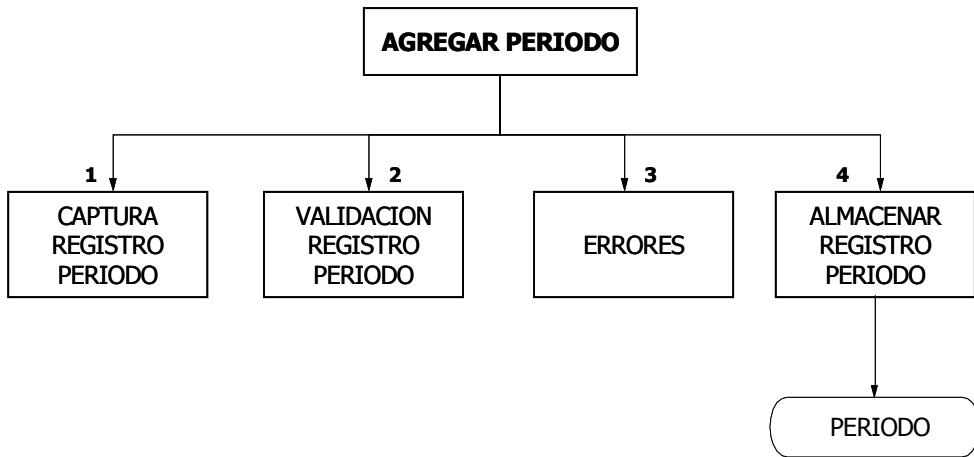 AGREGAR PERIODO
1
2
3
4
CAPTURA
REGISTRO
PERIODO
VALIDACION
REGISTRO
PERIODO
ERRORES
ALMACENAR
REGISTRO
PERIODO
PERIODO